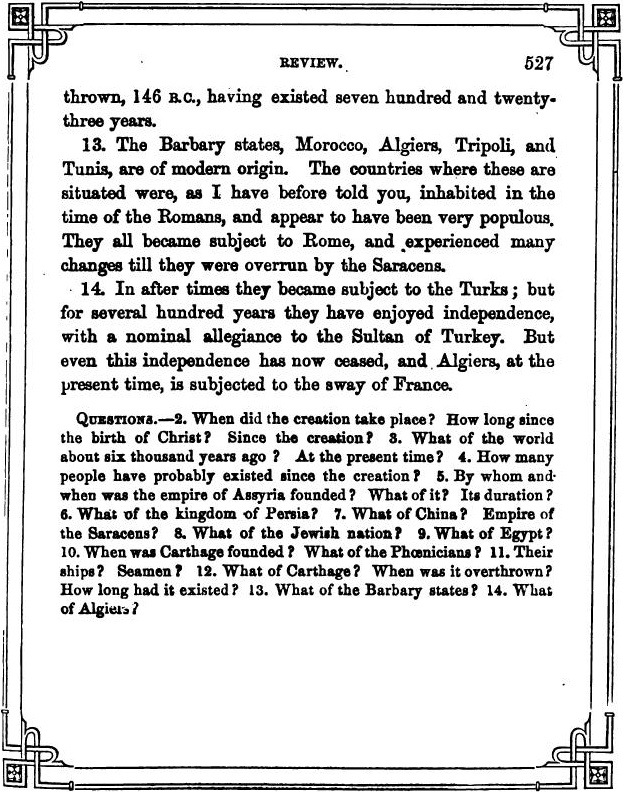 REVIEW. 527
thrown, 146 B.C., having existed seven hundred and twenty-
three years.
13. The Barbary states, Morocco, Algiers, Tripoli, and
Tunis, are of modern origin. The countries where these are
situated were, as I have before told you, inhabited in the
time of the Romans, and appear to have been very populous.
They all became subject to Rome, and experienced many
changes till they were overrun by the Saracens.
14. In after times they became subject to the Turks; but
for several hundred years they have enjoyed independence,
with a nominal allegiance to the Sultan of Turkey. But
even this independence has now ceased, and Algiers, at the
present time, is subjected to the sway of France.
QUESTIONS.—2. When did the creation take place? How long since
the birth of Christ? Since the creation? 3. What of the world
about six thousand years ago? At the present time? 4. How many
people have probably existed since the creation? 5. By whom and
when was the empire of Assyria founded? What of it? Its duration?
6. What of the kingdom of Persia? 7. What of China? Empire of
the Saracens? 8. What of the Jewish nation? 9. What of Egypt?
10. When was Carthage founded? What of the Phœnicians? 11. Their
ships? Seamen? 12. What of Carthage? When was it overthrown?
How long had it existed? 13. What of the Barbary states? 14. What
of Algiers?